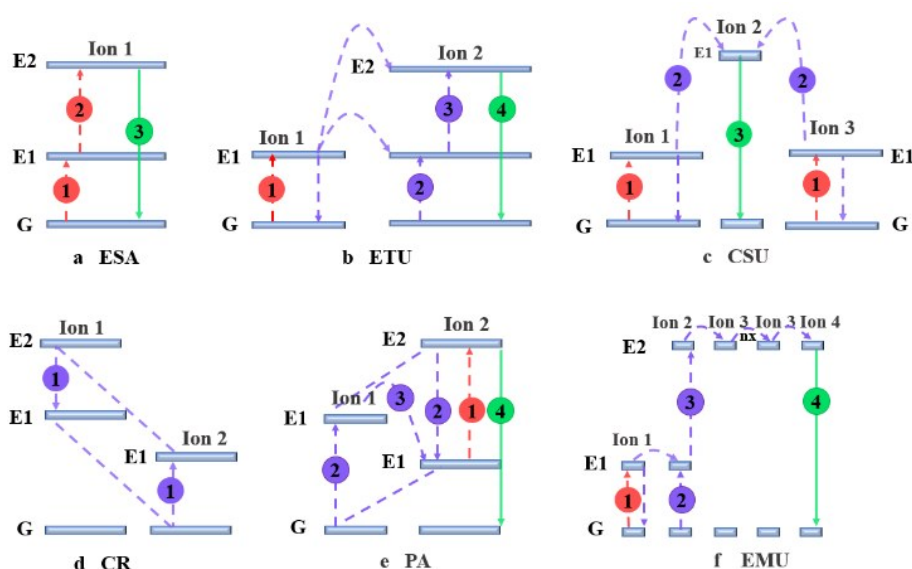 Ion 1
E2
2
3
E1
1
G
a ESA
Ion 2
E2
3
4
Ion 1
E1
1
2
G
b ETU
Ion 2
E1
2
2
3
Ion 1
Ion 3
E1
E1
1
1
G
G
c CSU
Ion 1
E2
1
E1
Ion 2
E1
1
G
d CR
Ion 2
E2
Ion 1
3
2
1
4
E1
E1
2
G
e PA
Ion 2 Ion 3 Ion 3 Ion 4
nx
E2
3
4
Ion 1
E1
1
2
G
f EMU